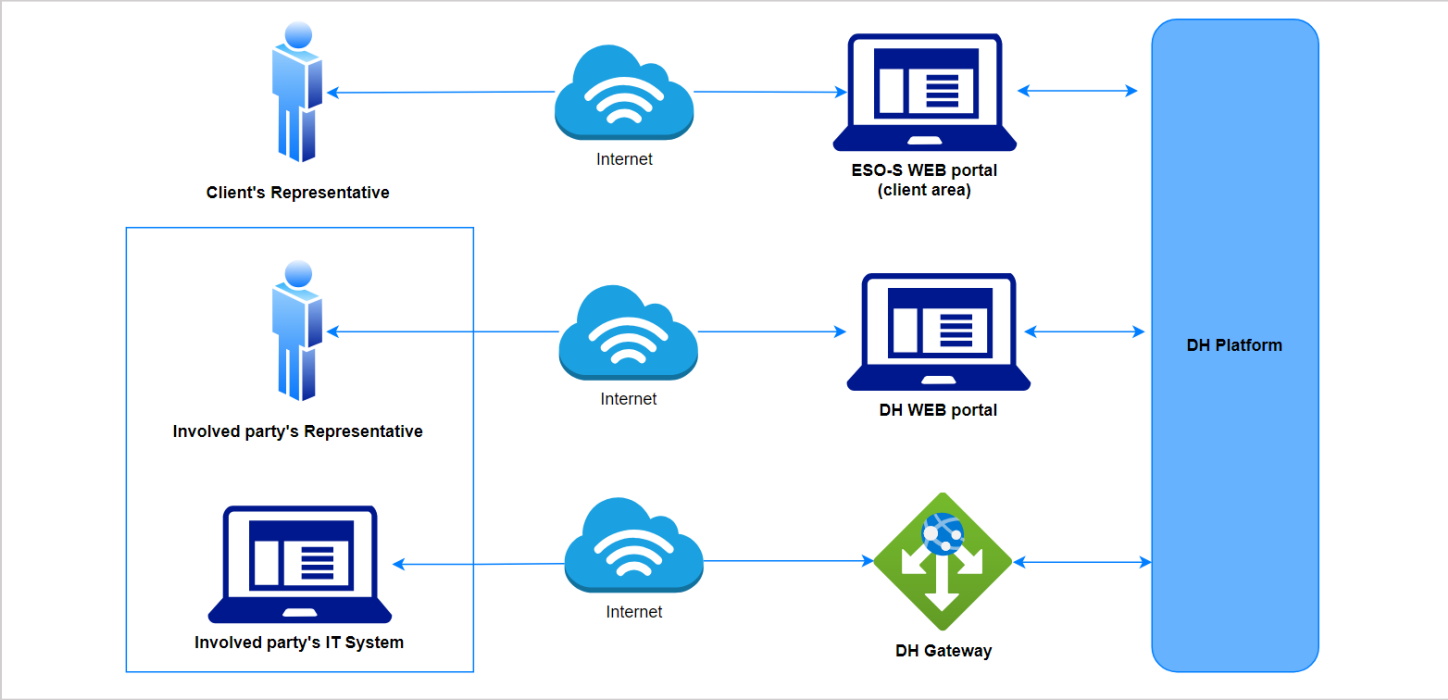 Internet
Client's Representative
ESO-S WEB portal
(client area)
DH Platform
Internet
Involved party's Representative
DH WEB portal
Internet
Involved party's IT System
DH Gateway